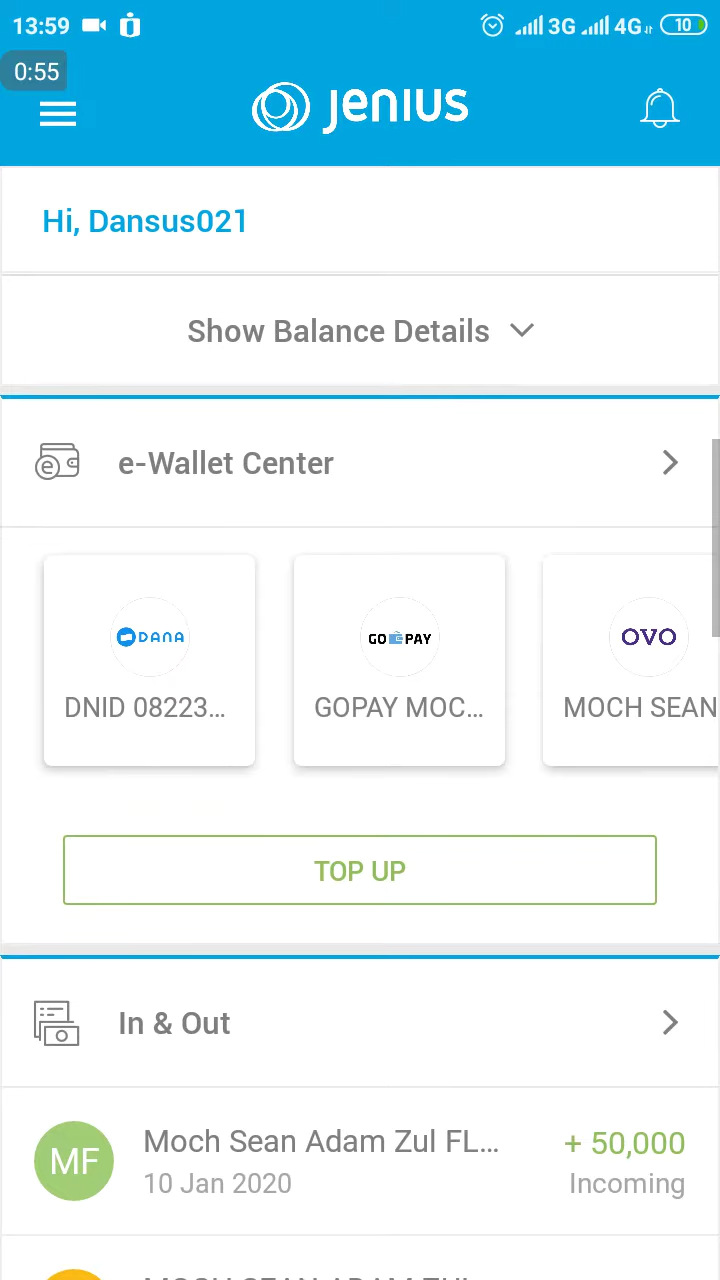 13:59 3G 4G 10
0:55
Jenius
Hi, Dansus021
Show Balance Details
e-Wallet Center
DANA GO PAY OVO
DNID 08223... GOPAY MOC... MOCH SEAN
TOP UP
In & Out
MF Moch Sean Adam Zul FL... + 50,000
10 Jan 2020 Incoming